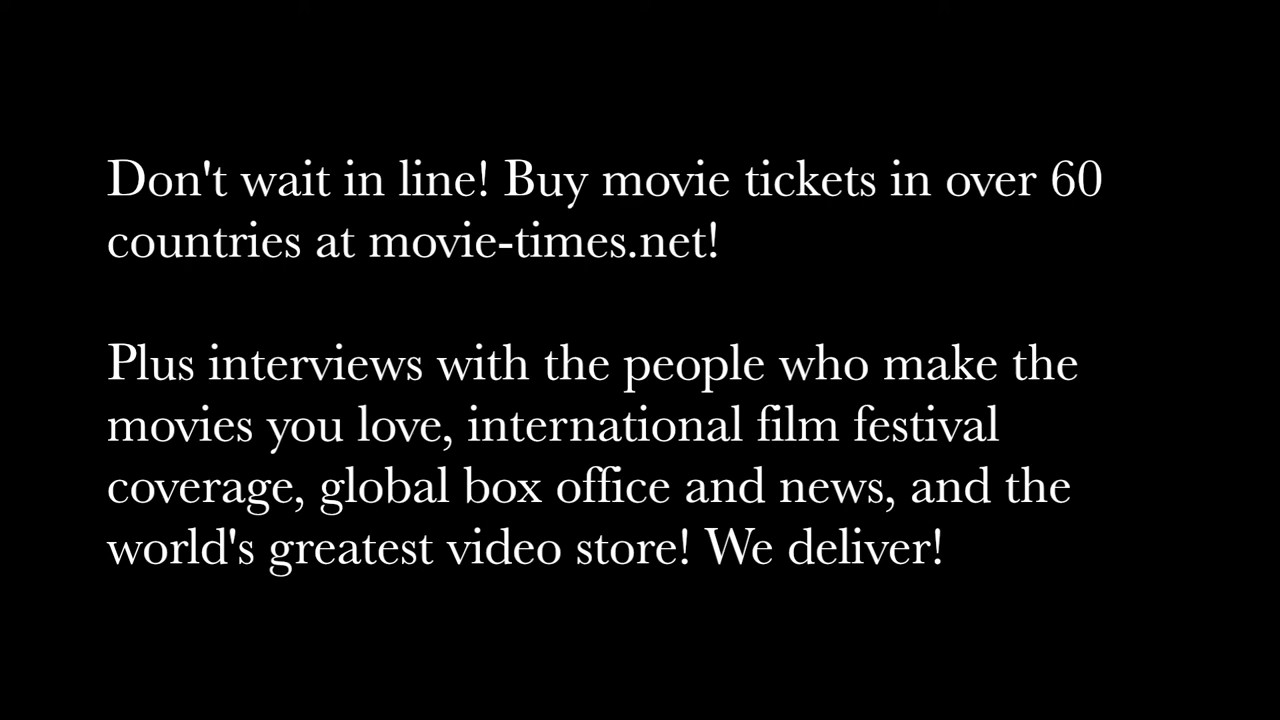 Don't wait in line! Buy movie tickets in over 60
countries at movie-times.net!
Plus interviews with the people who make the
movies you love, international film festival
coverage, global box office and news, and the
world's greatest video store! We deliver!